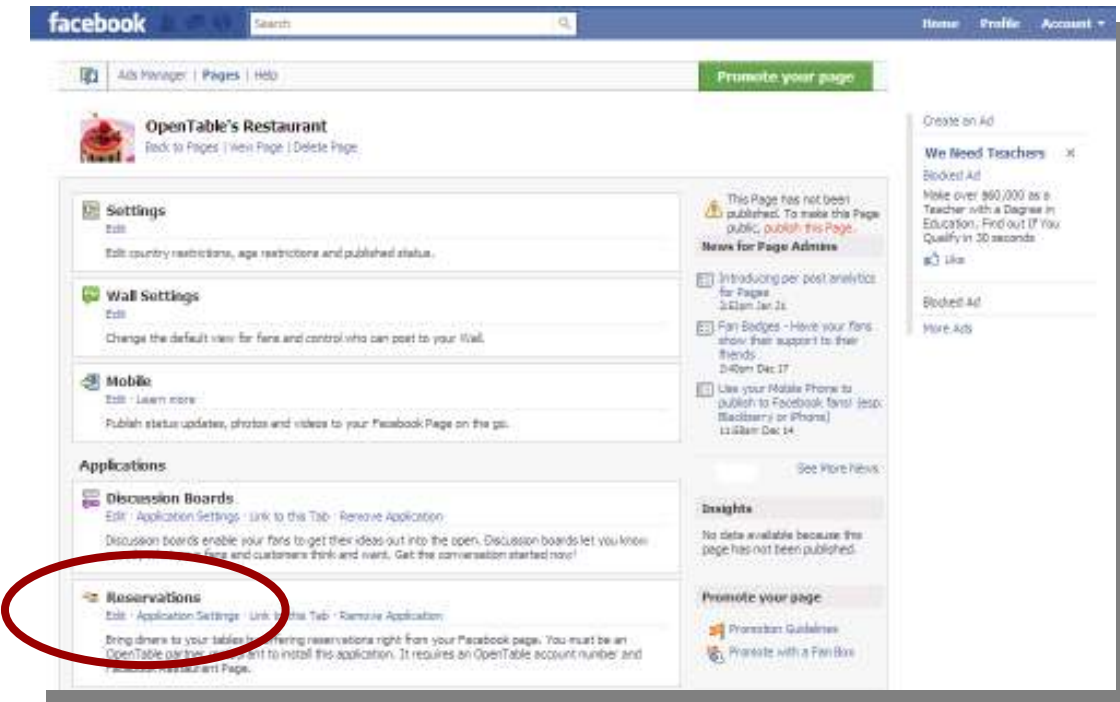 facebook
Search
Home Profile Account
Ads Manager | Pages | Help
Promote your page
OpenTable's Restaurant
Back to Pages | View Page | Delete Page
Settings
Edit
Edit country restrictions, age restrictions and published status.
Wall Settings
Edit
Change the default view for fans and control who can post to your Wall.
Mobile
Edit · Learn more
Publish status updates, photos and videos to your Facebook Page on the go.
Applications
Discussion Boards
Edit · Application Settings · Link to this Tab · Remove Application
Discussion boards enable your fans to get their ideas out into the open. Discussion boards let you know
fans and customers think and want. Get the conversation started now!
Reservations
Edit · Application Settings · Link to this Tab · Remove Application
Bring diners to your tables by offering reservations right from your Facebook page. You must be an
OpenTable partner restaurant to install this application. It requires an OpenTable account number and
Facebook Restaurant Page.
This Page has not been
published. To make this Page
public, publish this Page.
News for Page Admins
Introducing per post analytics
for Pages
Jan
Fan Badges - Have your fans
show their support to their
friends
Dec 17
Use your Mobile Phone to
publish to Facebook fans! (esp.
Blackberry or iPhone)
Dec 14
See More News
Insights
No data available because this
page has not been published.
Promote your page
Promotion Guidelines
Promote with a Fan Box
Create an Ad
We Need Teachers x
Blocked Ad
Make over $60,000 as a
Teacher with a Degree in
Education. Find out If You
Qualify in 30 seconds
Like
Blocked Ad
More Ads